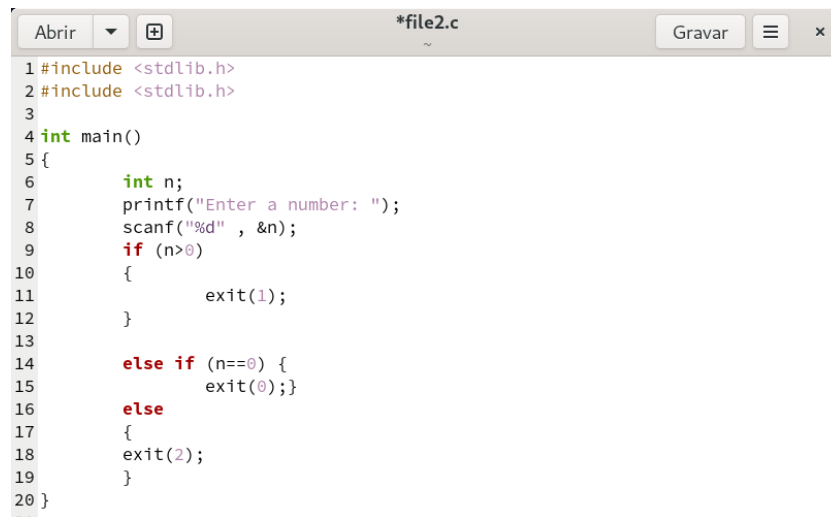 Abrir *file2.c Gravar
~
1 #include <stdlib.h>
2 #include <stdlib.h>
3
4 int main()
5 {
6         int n;
7         printf("Enter a number: ");
8         scanf("%d" , &n);
9         if (n>0)
10         {
11                 exit(1);
12         }
13
14         else if (n==0) {
15                 exit(0);}
16         else
17         {
18         exit(2);
19         }
20 }